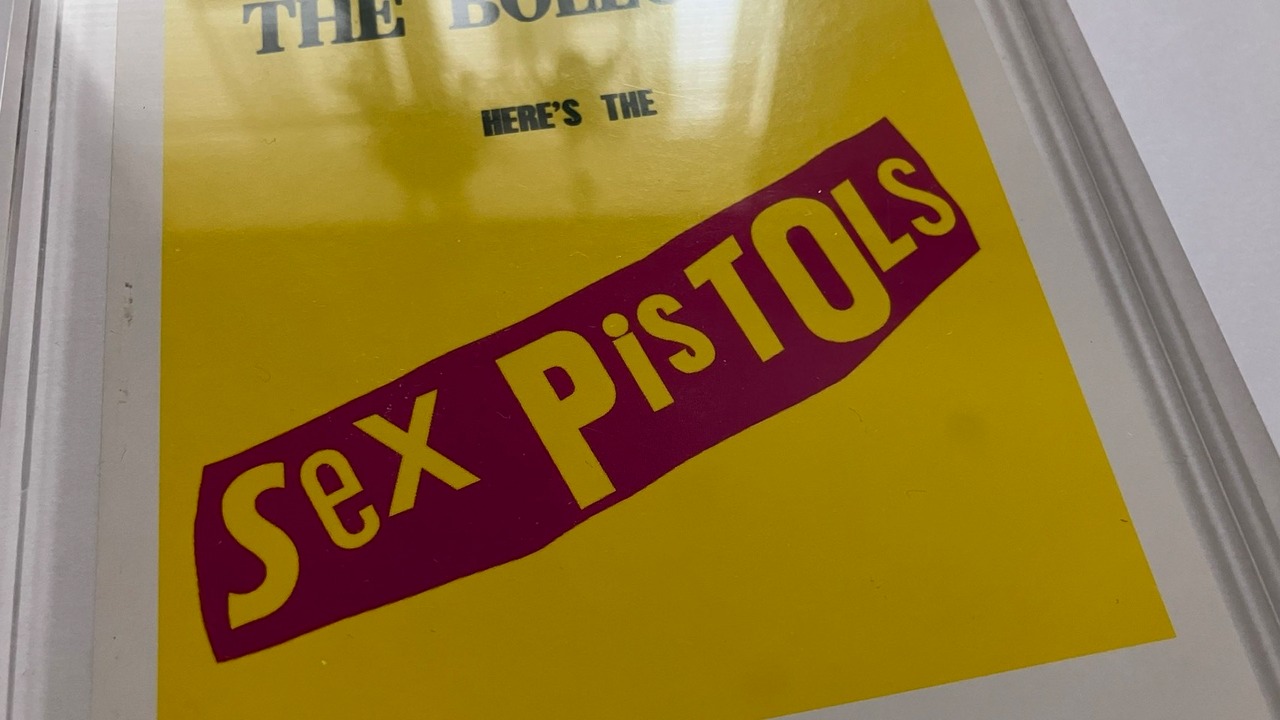 THE
HERE'S THE
Sex PisTOLS